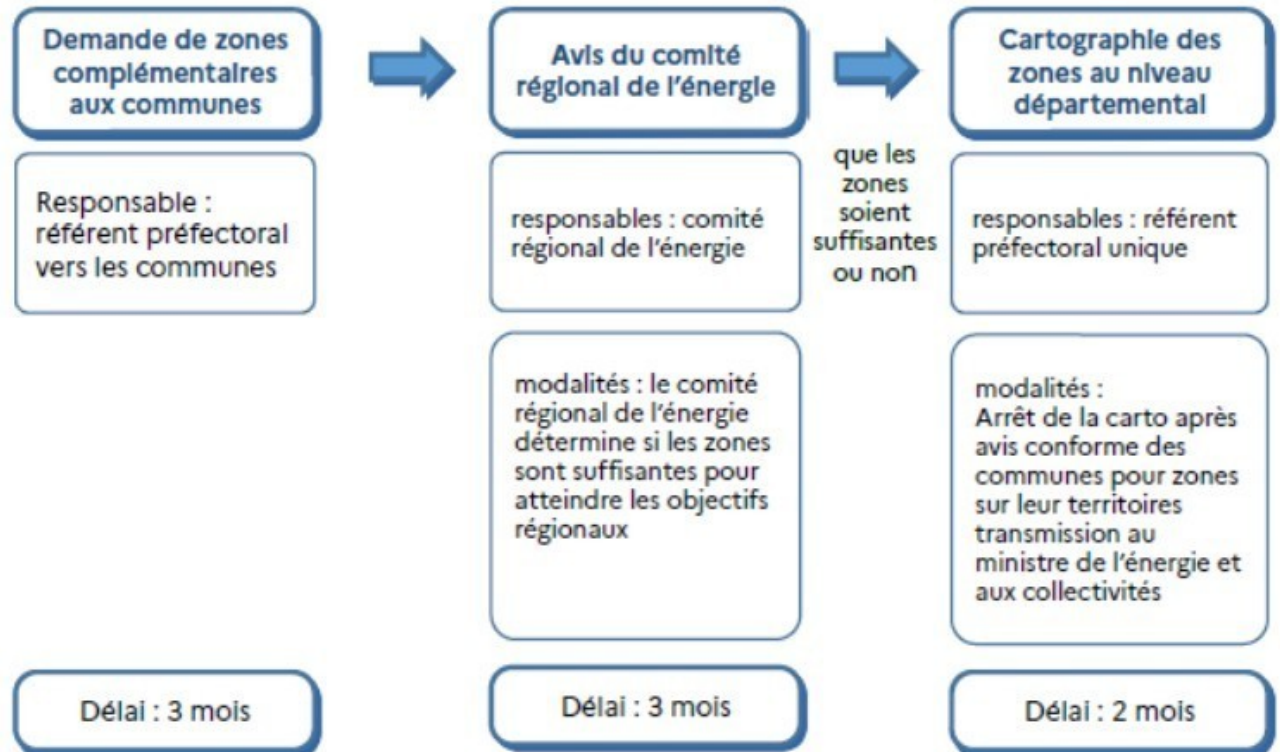 Demande de zones
complémentaires
aux communes
Responsable :
référent préfectoral
vers les communes
Délai : 3 mois
Avis du comité
régional de l'énergie
responsables : comité
régional de l'énergie
modalités : le comité
régional de l'énergie
détermine si les zones
sont suffisantes pour
atteindre les objectifs
régionaux
Délai : 3 mois
que les
zones
soient
suffisantes
ou non
Cartographie des
zones au niveau
départemental
responsables : référent
préfectoral unique
modalités :
Arrêt de la carto après
avis conforme des
communes pour zones
sur leur territoires
transmission au
ministre de l'énergie et
aux collectivités
Délai : 2 mois